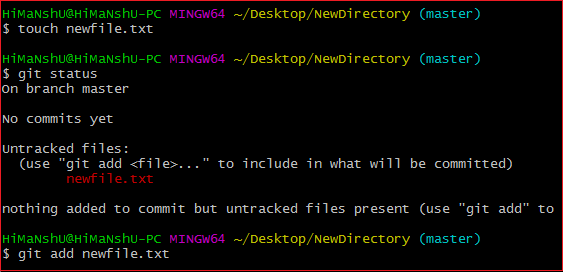 HiMaNshU@HiMaNshU-PC MINGW64 ~/Desktop/NewDirectory (master)
$ touch newfile.txt
HiMaNshU@HiMaNshU-PC MINGW64 ~/Desktop/NewDirectory (master)
$ git status
On branch master
No commits yet
Untracked files:
  (use "git add <file>..." to include in what will be committed)
        newfile.txt
nothing added to commit but untracked files present (use "git add" to
HiMaNshU@HiMaNshU-PC MINGW64 ~/Desktop/NewDirectory (master)
$ git add newfile.txt